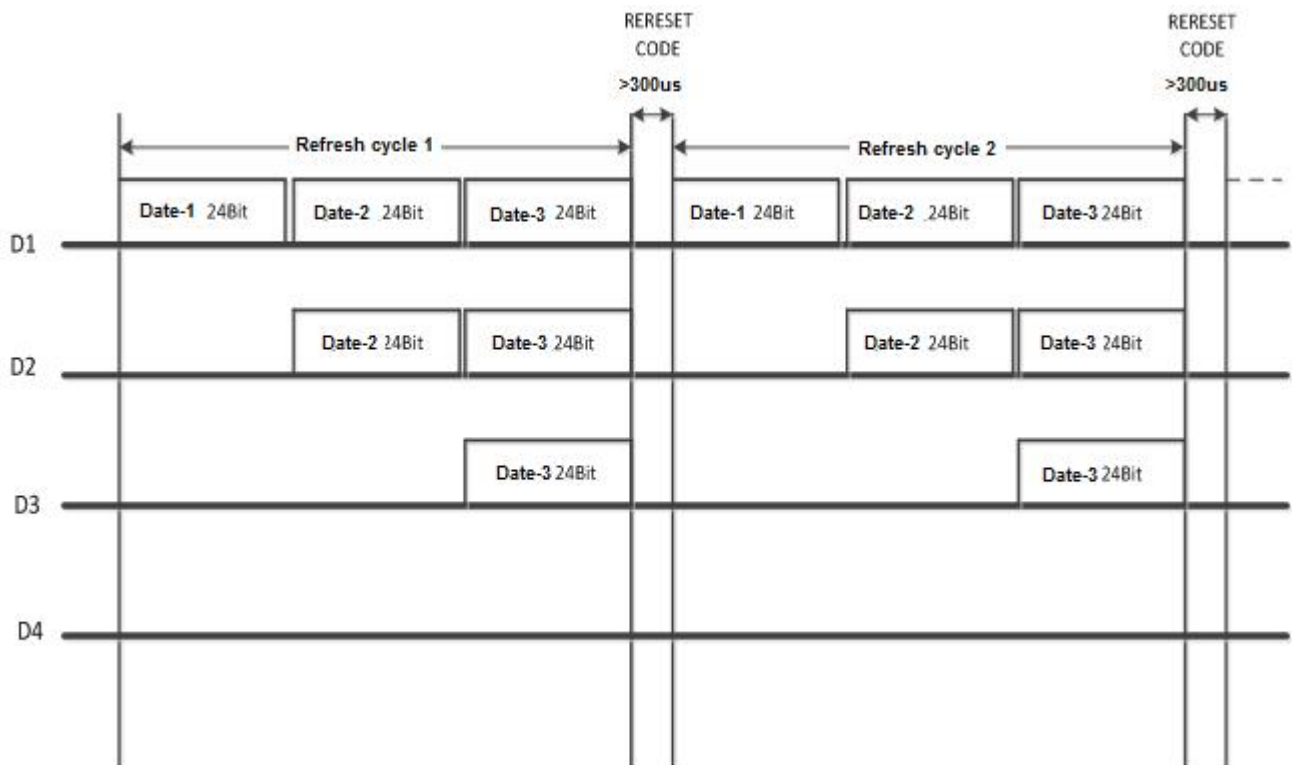 RERESET
CODE
>300us
RERESET
CODE
>300us
Refresh cycle 1
Refresh cycle 2
Date-1 24Bit
Date-2 24Bit
Date-3 24Bit
Date-1 24Bit
Date-2 24Bit
Date-3 24Bit
D1
Date-2 24Bit
Date-3 24Bit
Date-2 24Bit
Date-3 24Bit
D2
Date-3 24Bit
Date-3 24Bit
D3
D4